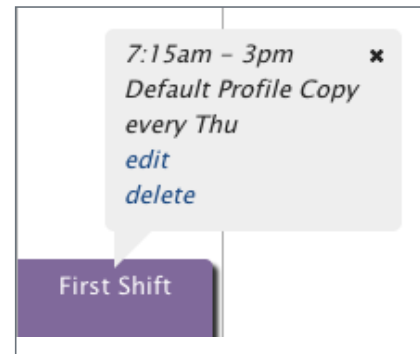 7:15am – 3pm ✖
Default Profile Copy
every Thu
edit
delete
First Shift